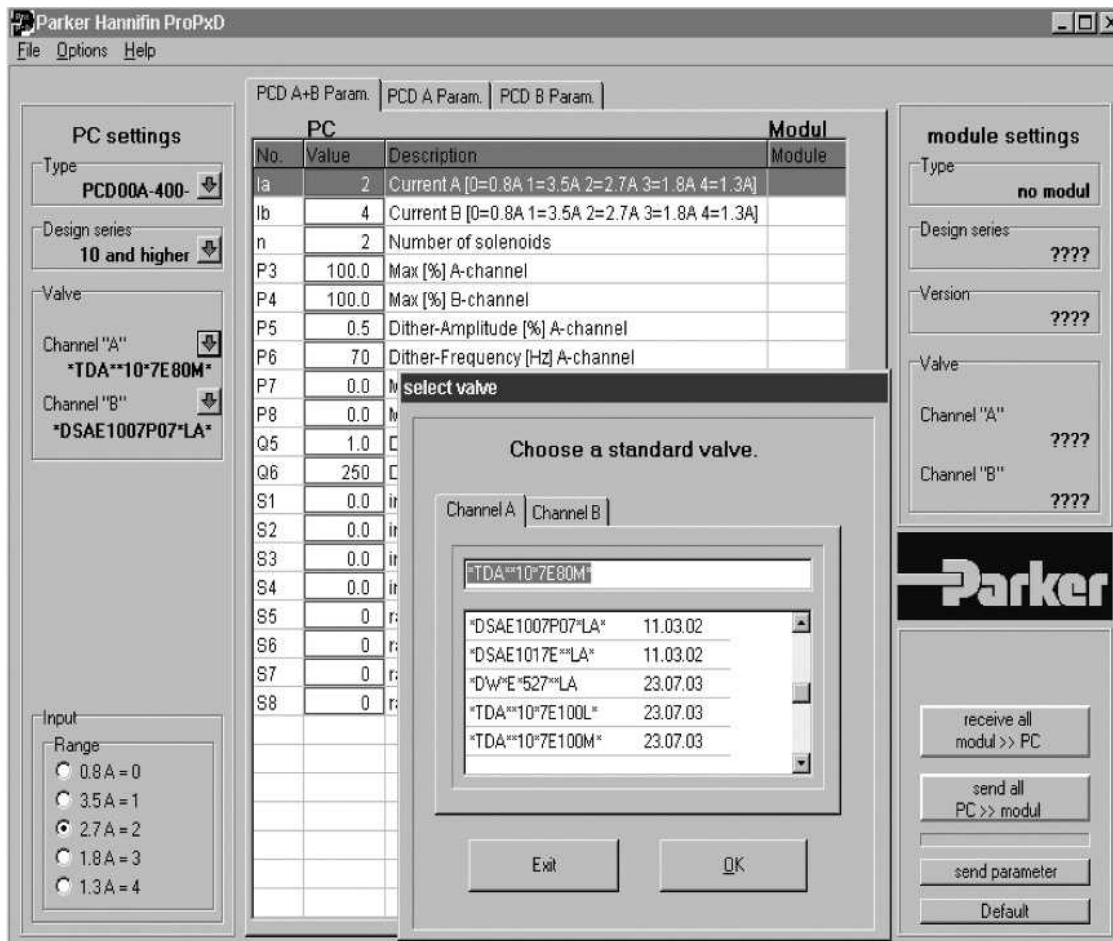 Parker Hannifin ProPxD
File Options Help
PC settings
Type
PCD00A-400-
Design series
10 and higher
Valve
Channel "A"
*TDA**10*7E80M*
Channel "B"
*DSAE1007P07*LA*
Input
Range
0.8 A = 0
3.5 A = 1
2.7 A = 2
1.8 A = 3
1.3 A = 4
PCD A+B Param. PCD A Param. PCD B Param.
PC Modul
No. Value Description Module
Ia 2 Current A [0=0.8A 1=3.5A 2=2.7A 3=1.8A 4=1.3A]
Ib 4 Current B [0=0.8A 1=3.5A 2=2.7A 3=1.8A 4=1.3A]
n 2 Number of solenoids
P3 100.0 Max [%] A-channel
P4 100.0 Max [%] B-channel
P5 0.5 Dither-Amplitude [%] A-channel
P6 70 Dither-Frequency [Hz] A-channel
P7 0.0
P8 0.0
Q5 1.0
Q6 250
S1 0.0
S2 0.0
S3 0.0
S4 0.0
S5 0
S6 0
S7 0
S8 0
select valve
Choose a standard valve.
Channel A Channel B
*TDA**10*7E80M*
*DSAE1007P07*LA* 11.03.02
*DSAE1017E**LA* 11.03.02
*DW*E*527**LA 23.07.03
*TDA**10*7E100L* 23.07.03
*TDA**10*7E100M* 23.07.03
Exit OK
module settings
Type
no modul
Design series
????
Version
????
Valve
Channel "A"
????
Channel "B"
????
Parker
receive all
modul >> PC
send all
PC >> modul
send parameter
Default